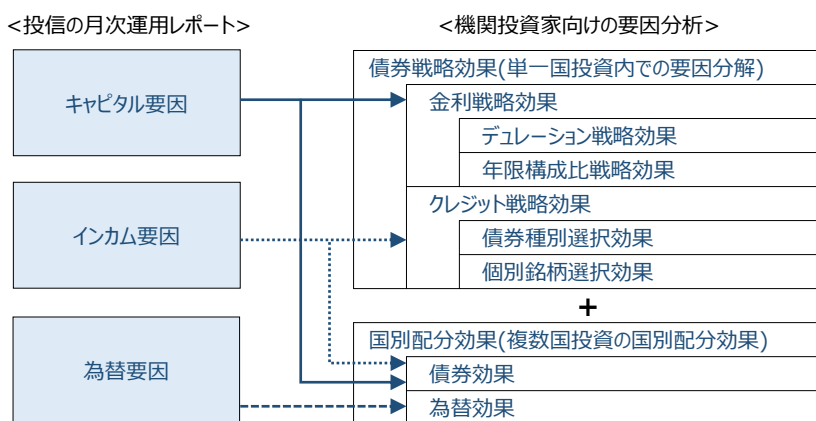 <投信の月次運用レポート>
<機関投資家向けの要因分析>
キャピタル要因
インカム要因
為替要因
債券戦略効果(単一国投資内での要因分解)
金利戦略効果
デュレーション戦略効果
年限構成比戦略効果
クレジット戦略効果
債券種別選択効果
個別銘柄選択効果
+
国別配分効果(複数国投資の国別配分効果)
債券効果
為替効果